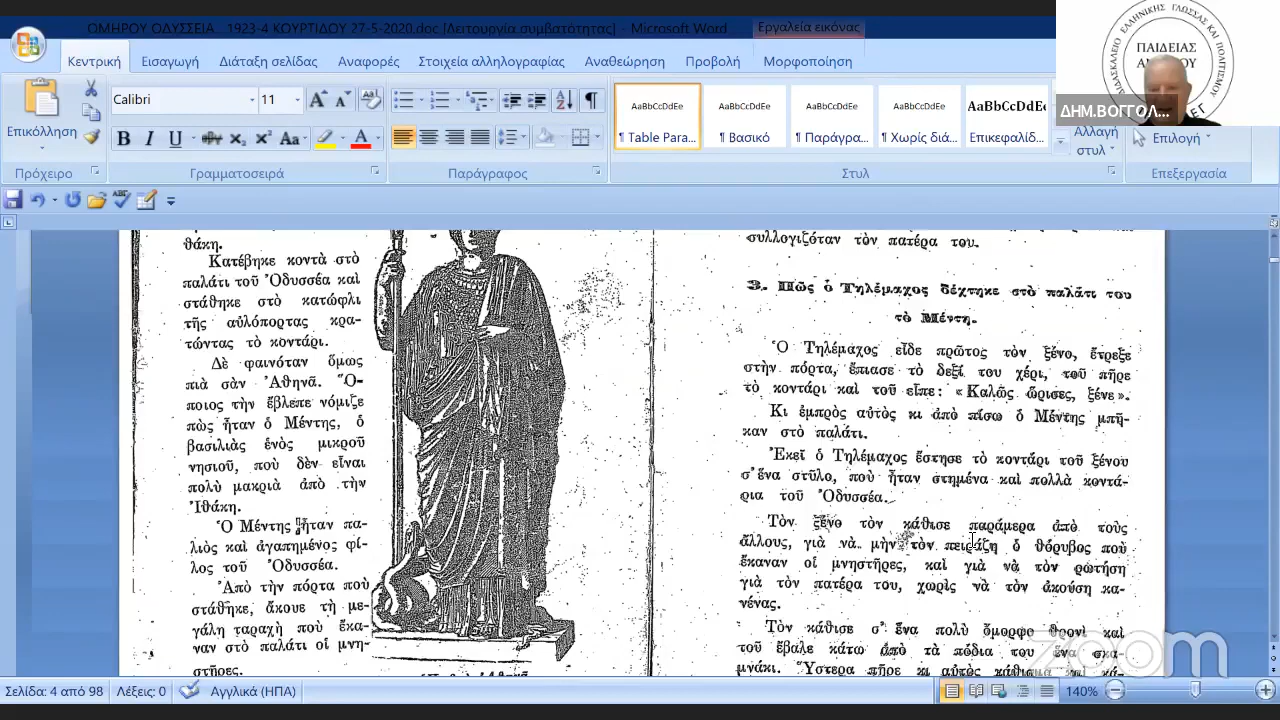 ΟΜΗΡΟΥ ΟΔΥΣΣΕΙΑ...1923-4 ΚΟΥΡΤΙΔΟΥ 27-5-2020.doc [Λειτουργία συμβατότητας] - Microsoft Word
Εργαλεία εικόνας
Κεντρική Εισαγωγή Διάταξη σελίδας Αναφορές Στοιχεία αλληλογραφίας Αναθεώρηση Προβολή Μορφοποίηση
ΠΑΙΔΕΙΑΣ
ΔΗΜ.ΒΟΓΓΟΛ...
Επικόλληση
Calibri 11
AaBbCcDdEe AaBbCcDdEe AaBbCcDdEe AaBbCcDdEe AaBbCcDdEe
¶ Table Para... ¶ Βασικό ¶ Παράγρα... ¶ Χωρίς διά... Επικεφαλίδ...
Αλλαγή
στυλ
Επιλογή
Πρόχειρο Γραμματοσειρά Παράγραφος Στυλ Επεξεργασία
θάκη.
Κατέβηκε κοντὰ στὸ
παλάτι τοῦ Ὀδυσσέα καὶ
στάθηκε στὸ κατώφλι
τῆς αὐλόπορτας κρα-
τώντας τὸ κοντάρι.
Δὲ φαινόταν ὅμως
πιὰ σὰν Ἀθηνᾶ. Ὅ-
ποιος τὴν ἔβλεπε νόμιζε
πὼς ἦταν ὁ Μέντης, ὁ
βασιλιὰς ἑνὸς μικροῦ
νησιοῦ, ποὺ δὲν εἶναι
πολὺ μακριὰ ἀπὸ τὴν
Ἰθάκη.
Ὁ Μέντης ἦταν πα-
λιὸς καὶ ἀγαπημένος φί-
λος τοῦ Ὀδυσσέα.
Ἀπὸ τὴν πόρτα ποὺ
στάθηκε, ἄκουε τὴ με-
γάλη ταραχὴ ποὺ ἔκα-
ναν στὸ παλάτι οἱ μνη-
στῆρες.
συλλογιζόταν τὸν πατέρα του.
3. Πῶς ὁ Τηλέμαχος δέχτηκε στὸ παλάτι του
τὸ Μέντη.
Ὁ Τηλέμαχος εἶδε πρῶτος τὸν ξένο, ἔτρεξε
στὴν πόρτα, ἔπιασε τὸ δεξί του χέρι, τοῦ πῆρε
τὸ κοντάρι καὶ τοῦ εἶπε: «Καλῶς ὥρισες, ξένε».
Κι ἐμπρὸς αὐτὸς κι ἀπὸ πίσω ὁ Μέντης μπῆ-
καν στὸ παλάτι.
Ἐκεῖ ὁ Τηλέμαχος ἔστησε τὸ κοντάρι τοῦ ξένου
σ' ἕνα στῦλο, ποὺ ἦταν στημένα καὶ πολλὰ κοντά-
ρια τοῦ Ὀδυσσέα.
Τὸν ξένο τὸν κάθισε παράμερα ἀπὸ τοὺς
ἄλλους, γιὰ νὰ μὴν τὸν πειράζη ὁ θόρυβος ποὺ
ἔκαναν οἱ μνηστῆρες, καὶ γιὰ νὰ τὸν ρωτήση
γιὰ τὸν πατέρα του, χωρὶς νὰ τὸν ἀκούση κα-
νένας.
Τὸν κάθισε σ' ἕνα πολὺ ὄμορφο θρονὶ καὶ
τοῦ ἔβαλε κάτω ἀπὸ τὰ πόδια του ἕνα σκα-
μνάκι. Ὕστερα πῆρε κι αὐτὸς
zoom
Σελίδα: 4 από 98 Λέξεις: 0 Αγγλικά (ΗΠΑ) 140%